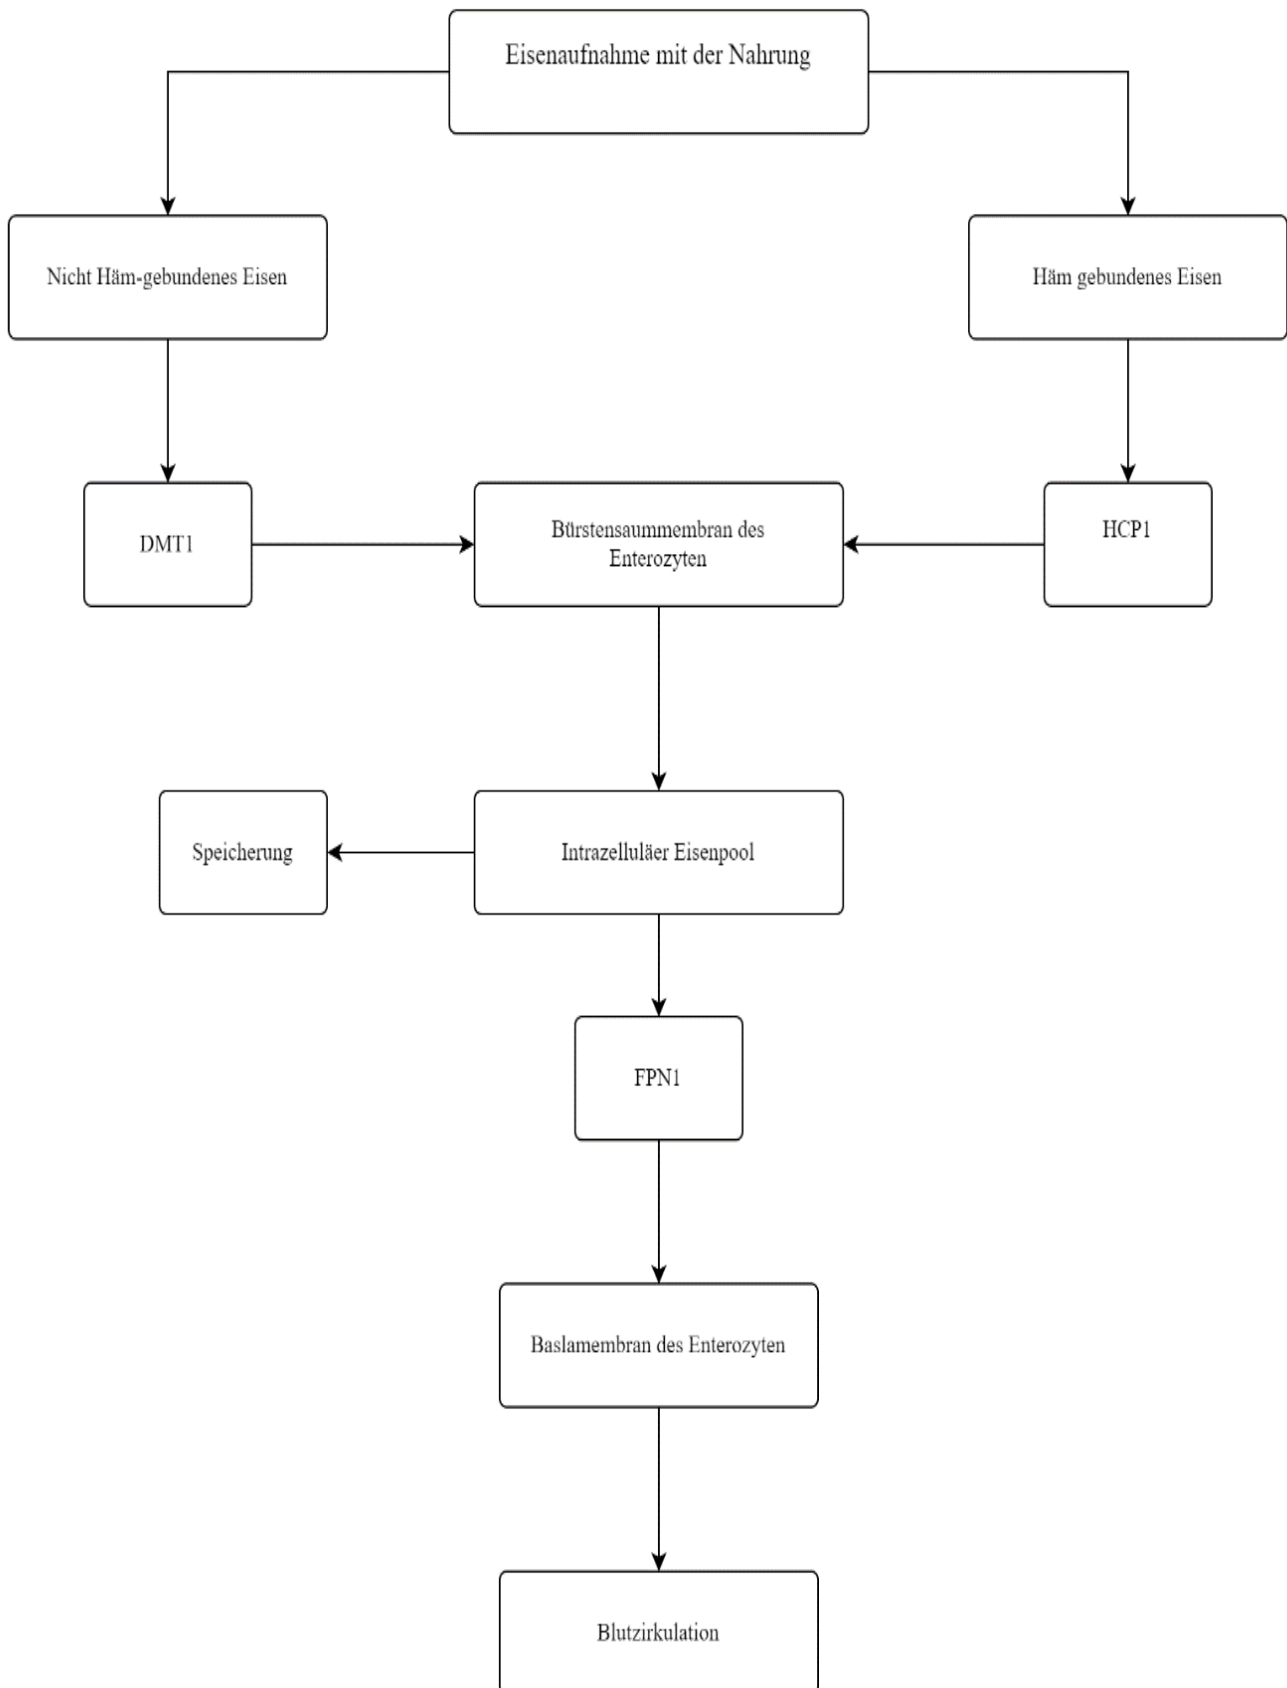 Eisenaufnahme mit der Nahrung
Nicht Häm-gebundenes Eisen
Häm gebundenes Eisen
DMT1
Bürstensaummembran des
Enterozyten
HCP1
Speicherung
Intrazelluläer Eisenpool
FPN1
Baslamembran des Enterozyten
Blutzirkulation